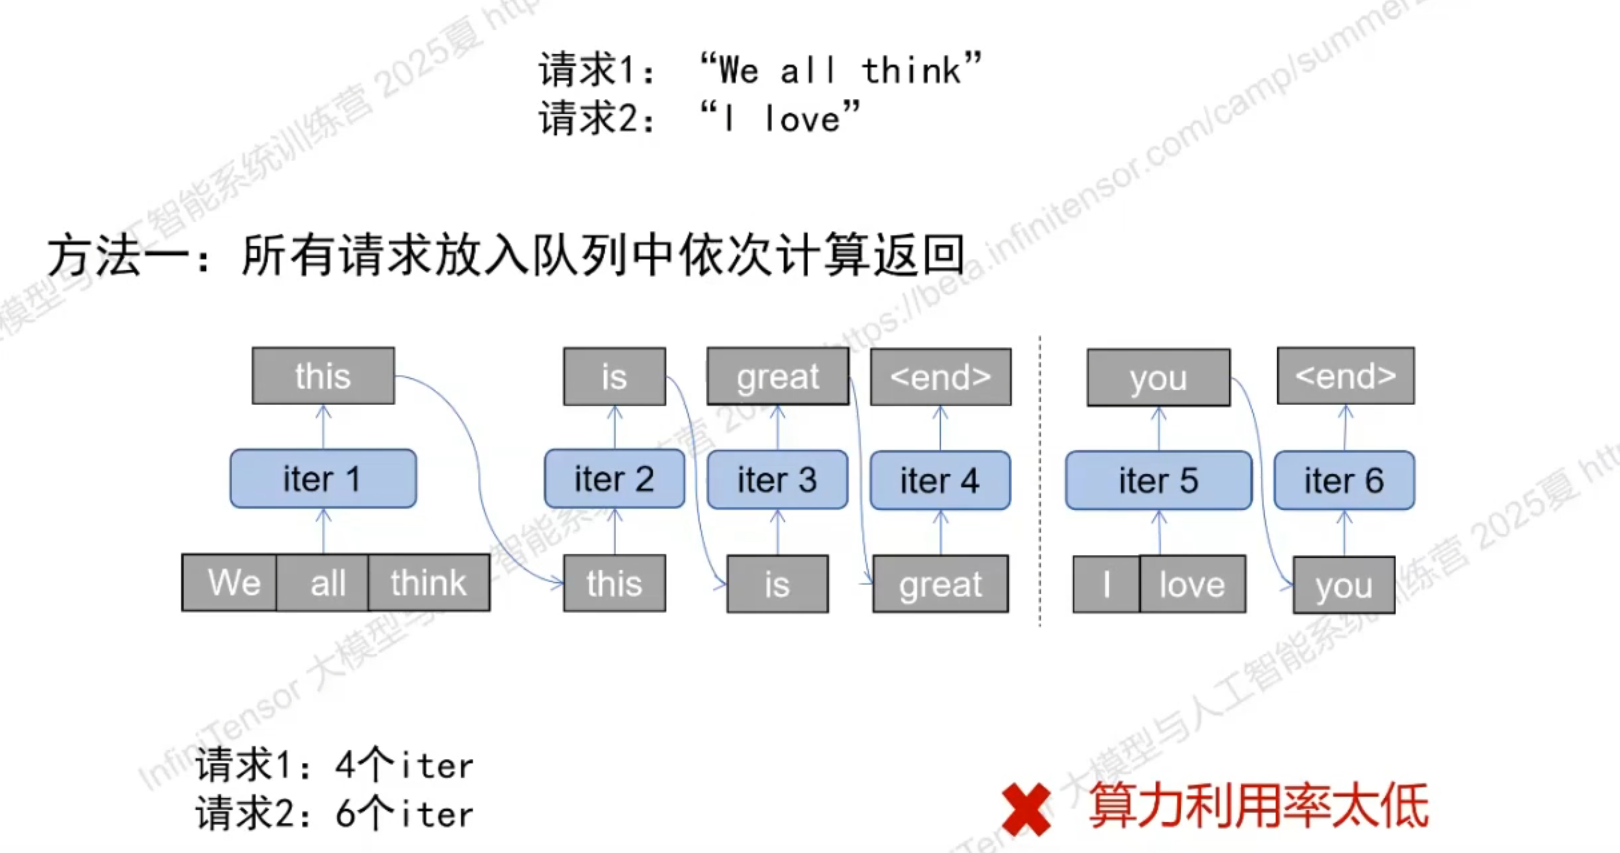 请求1：“We all think”
请求2：“I love”
方法一：所有请求放入队列中依次计算返回
this is great <end> you <end>
iter 1 iter 2 iter 3 iter 4 iter 5 iter 6
We all think this is great I love you
请求1：4个iter
请求2：6个iter
✖ 算力利用率太低
InfiniTensor 大模型与人工智能系统训练营 2025夏 https://beta.infinitensor.com/camp/summer